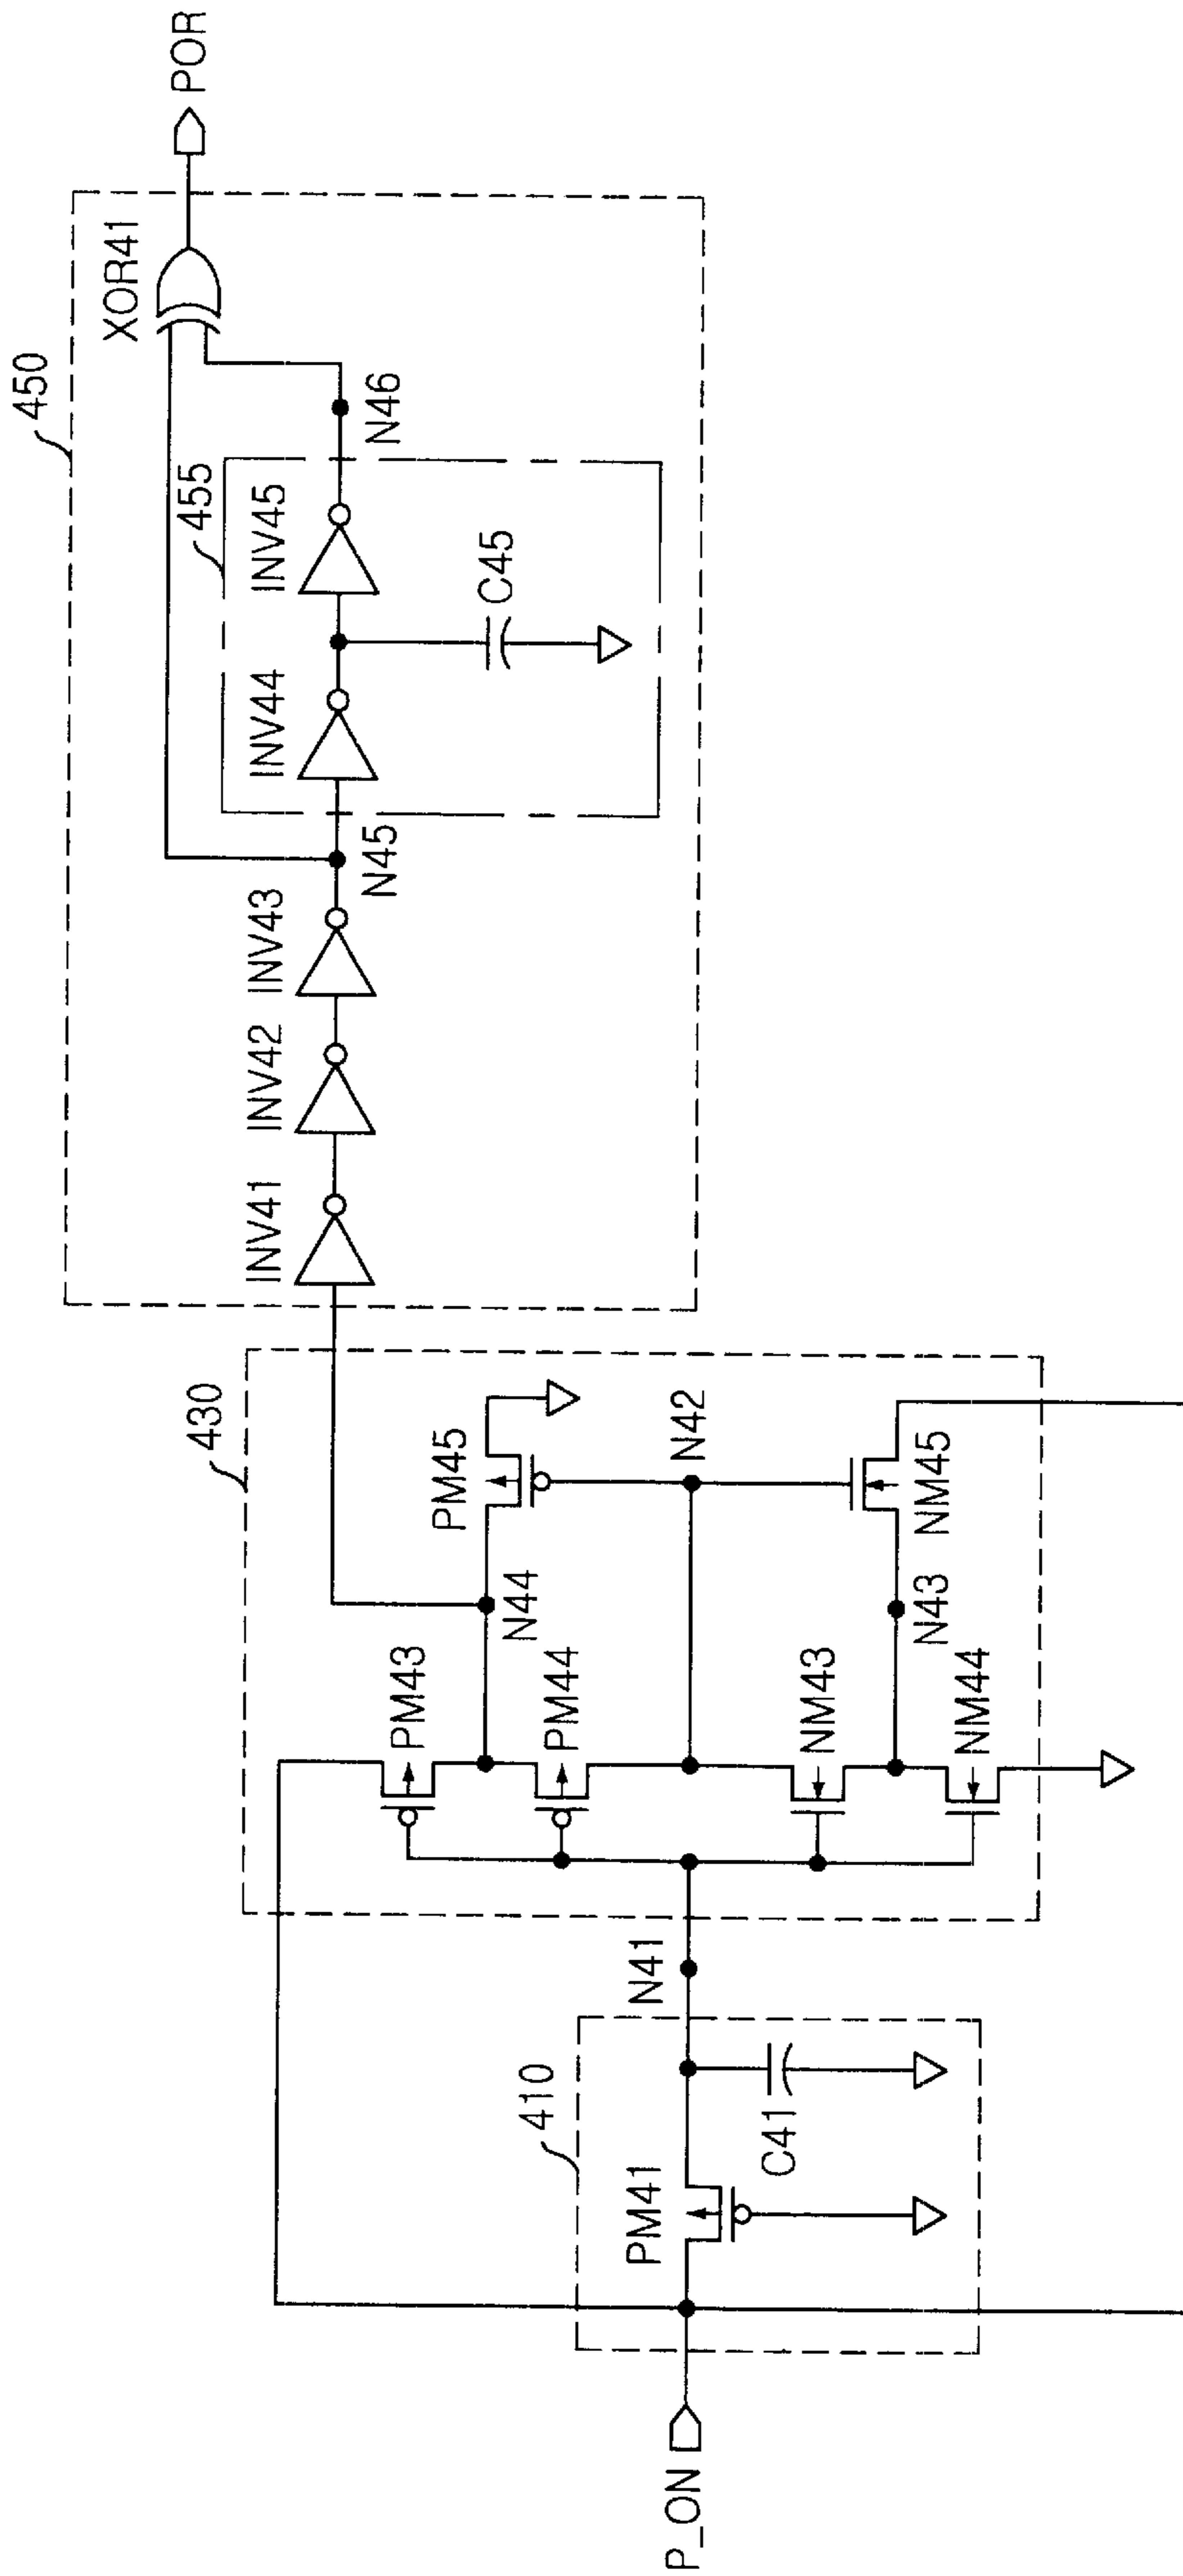 P_ON
410
PM41
C41
N41
430
PM43
PM44
NM43
NM44
N44
N43
PM45
N42
NM45
450
INV41
INV42
INV43
N45
455
INV44
INV45
C45
N46
XOR41
POR